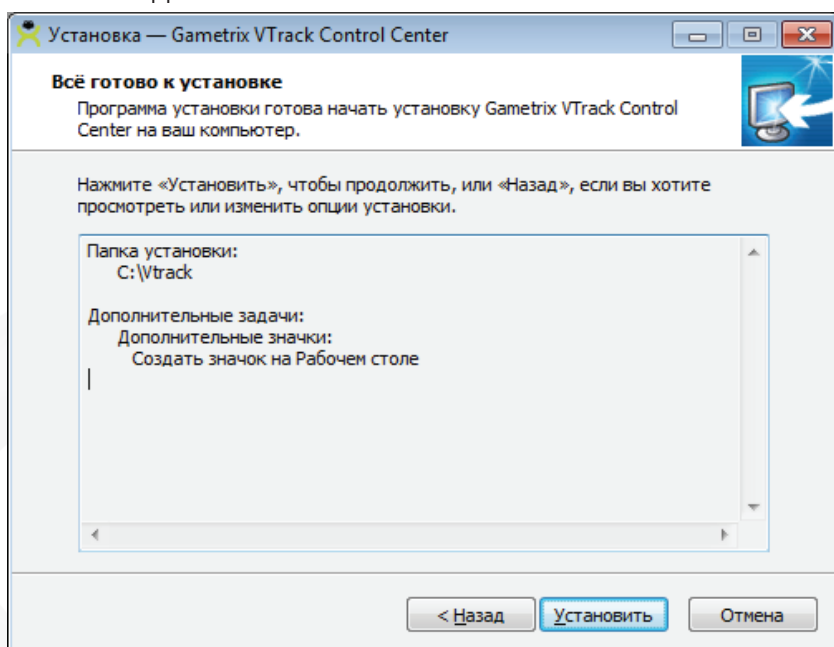 Установка — Gametrix VTrack Control Center
Всё готово к установке
Программа установки готова начать установку Gametrix VTrack Control
Center на ваш компьютер.
Нажмите «Установить», чтобы продолжить, или «Назад», если вы хотите
просмотреть или изменить опции установки.
Папка установки:
C:\Vtrack
Дополнительные задачи:
Дополнительные значки:
Создать значок на Рабочем столе
< Назад
Установить
Отмена